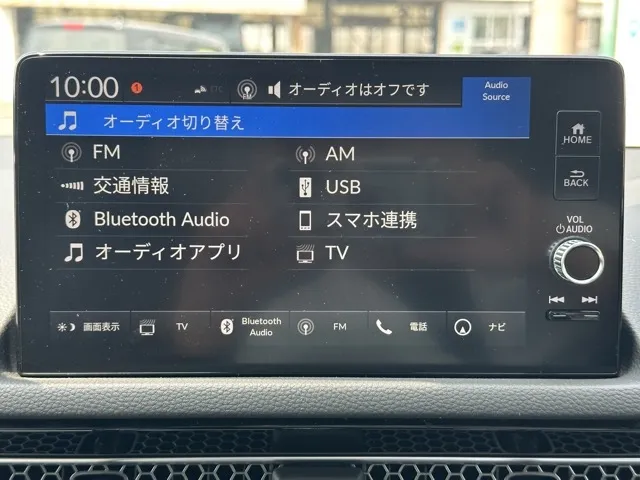 10:00 1 ETC FM オーディオはオフです Audio Source
オーディオ切り替え
FM AM
交通情報 USB
Bluetooth Audio スマホ連携
オーディオアプリ TV
画面表示 TV Bluetooth Audio FM 電話 ナビ
HOME
BACK
VOL
AUDIO